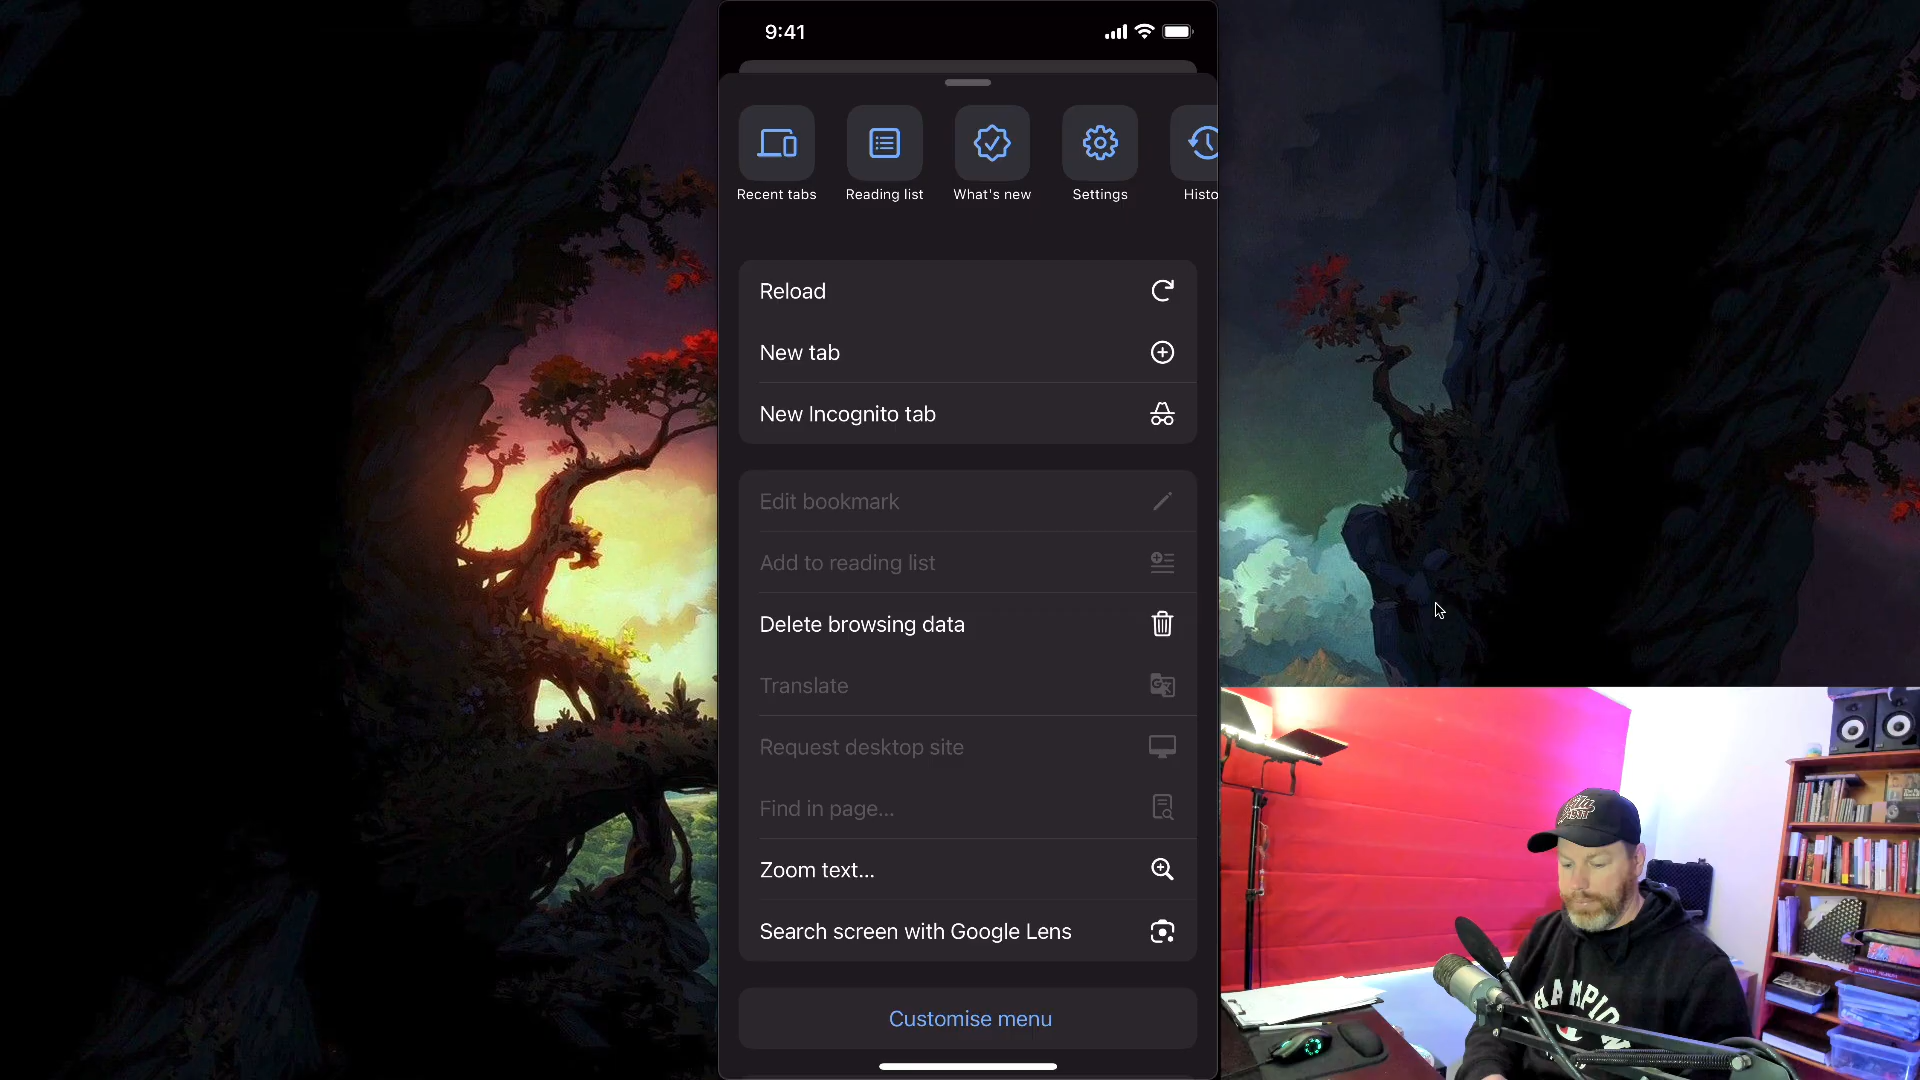 9:41
Recent tabs
Reading list
What's new
Settings
Histo
Reload
New tab
New Incognito tab
Edit bookmark
Add to reading list
Delete browsing data
Translate
Request desktop site
Find in page...
Zoom text...
Search screen with Google Lens
Customise menu
1911
HAMPION